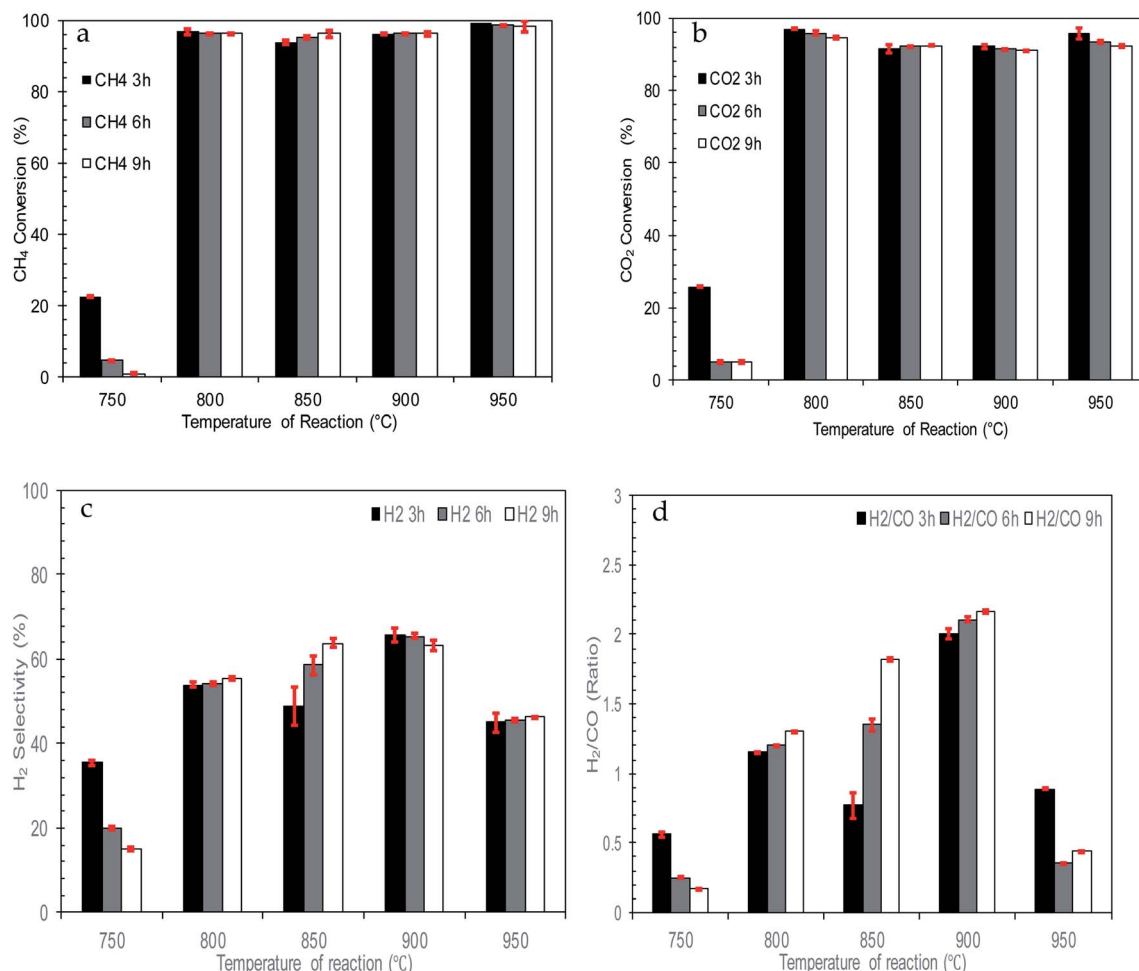 a
100
80
60
40
20
0
CH₄ Conversion (%)
CH4 3h
CH4 6h
CH4 9h
750 800 850 900 950
Temperature of Reaction (°C)
b
100
80
60
40
20
0
CO₂ Conversion (%)
CO2 3h
CO2 6h
CO2 9h
750 800 850 900 950
Temperature of Reaction (°C)
c
H2 3h H2 6h H2 9h
100
80
60
40
20
0
H₂ Selectivity (%)
750 800 850 900 950
Temperature of reaction (℃)
d
H2/CO 3h H2/CO 6h H2/CO 9h
3
2.5
2
1.5
1
0.5
0
H₂/CO (Ratio)
750 800 850 900 950
Temperature of reaction (℃)